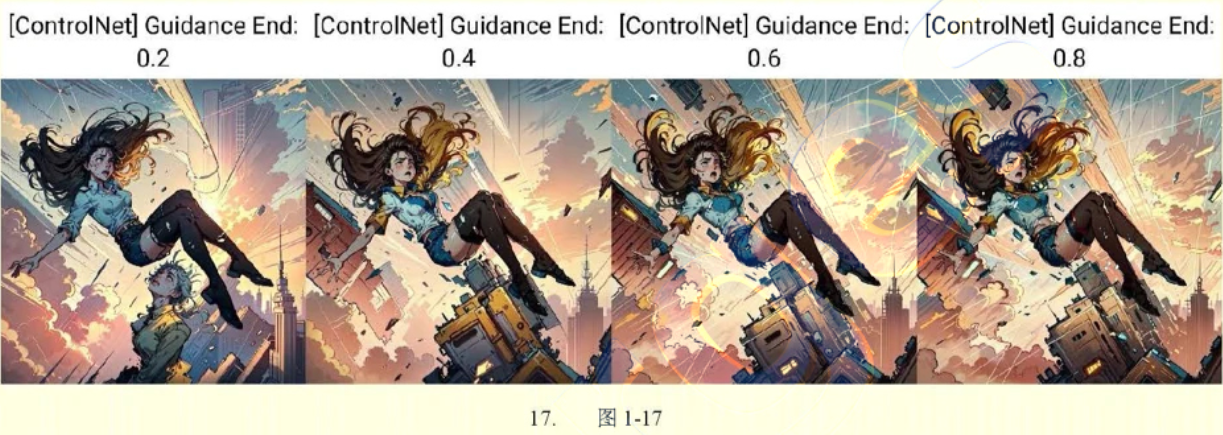 [ControlNet] Guidance End: [ControlNet] Guidance End: [ControlNet] Guidance End: [ControlNet] Guidance End:
0.2 0.4 0.6 0.8
17. 图 1-17